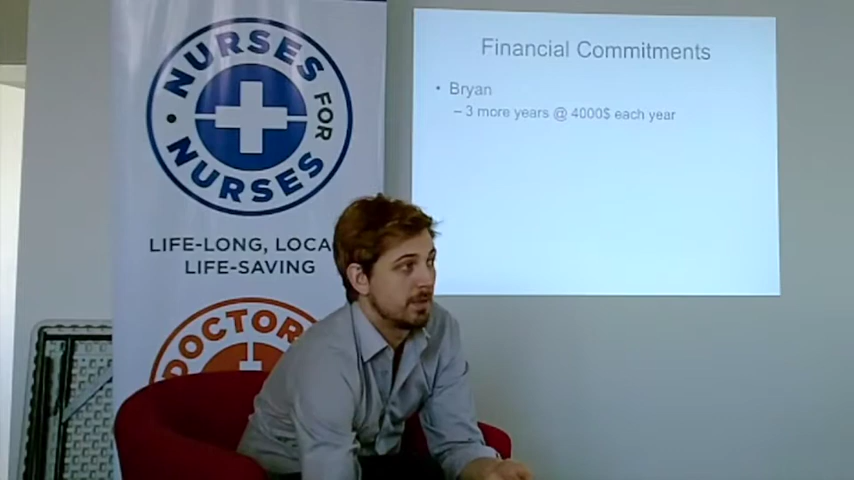 NURSES FOR
NURSES
LIFE-LONG, LOCA
LIFE-SAVING
DOCTOR
Financial Commitments
• Bryan
– 3 more years @ 4000$ each year